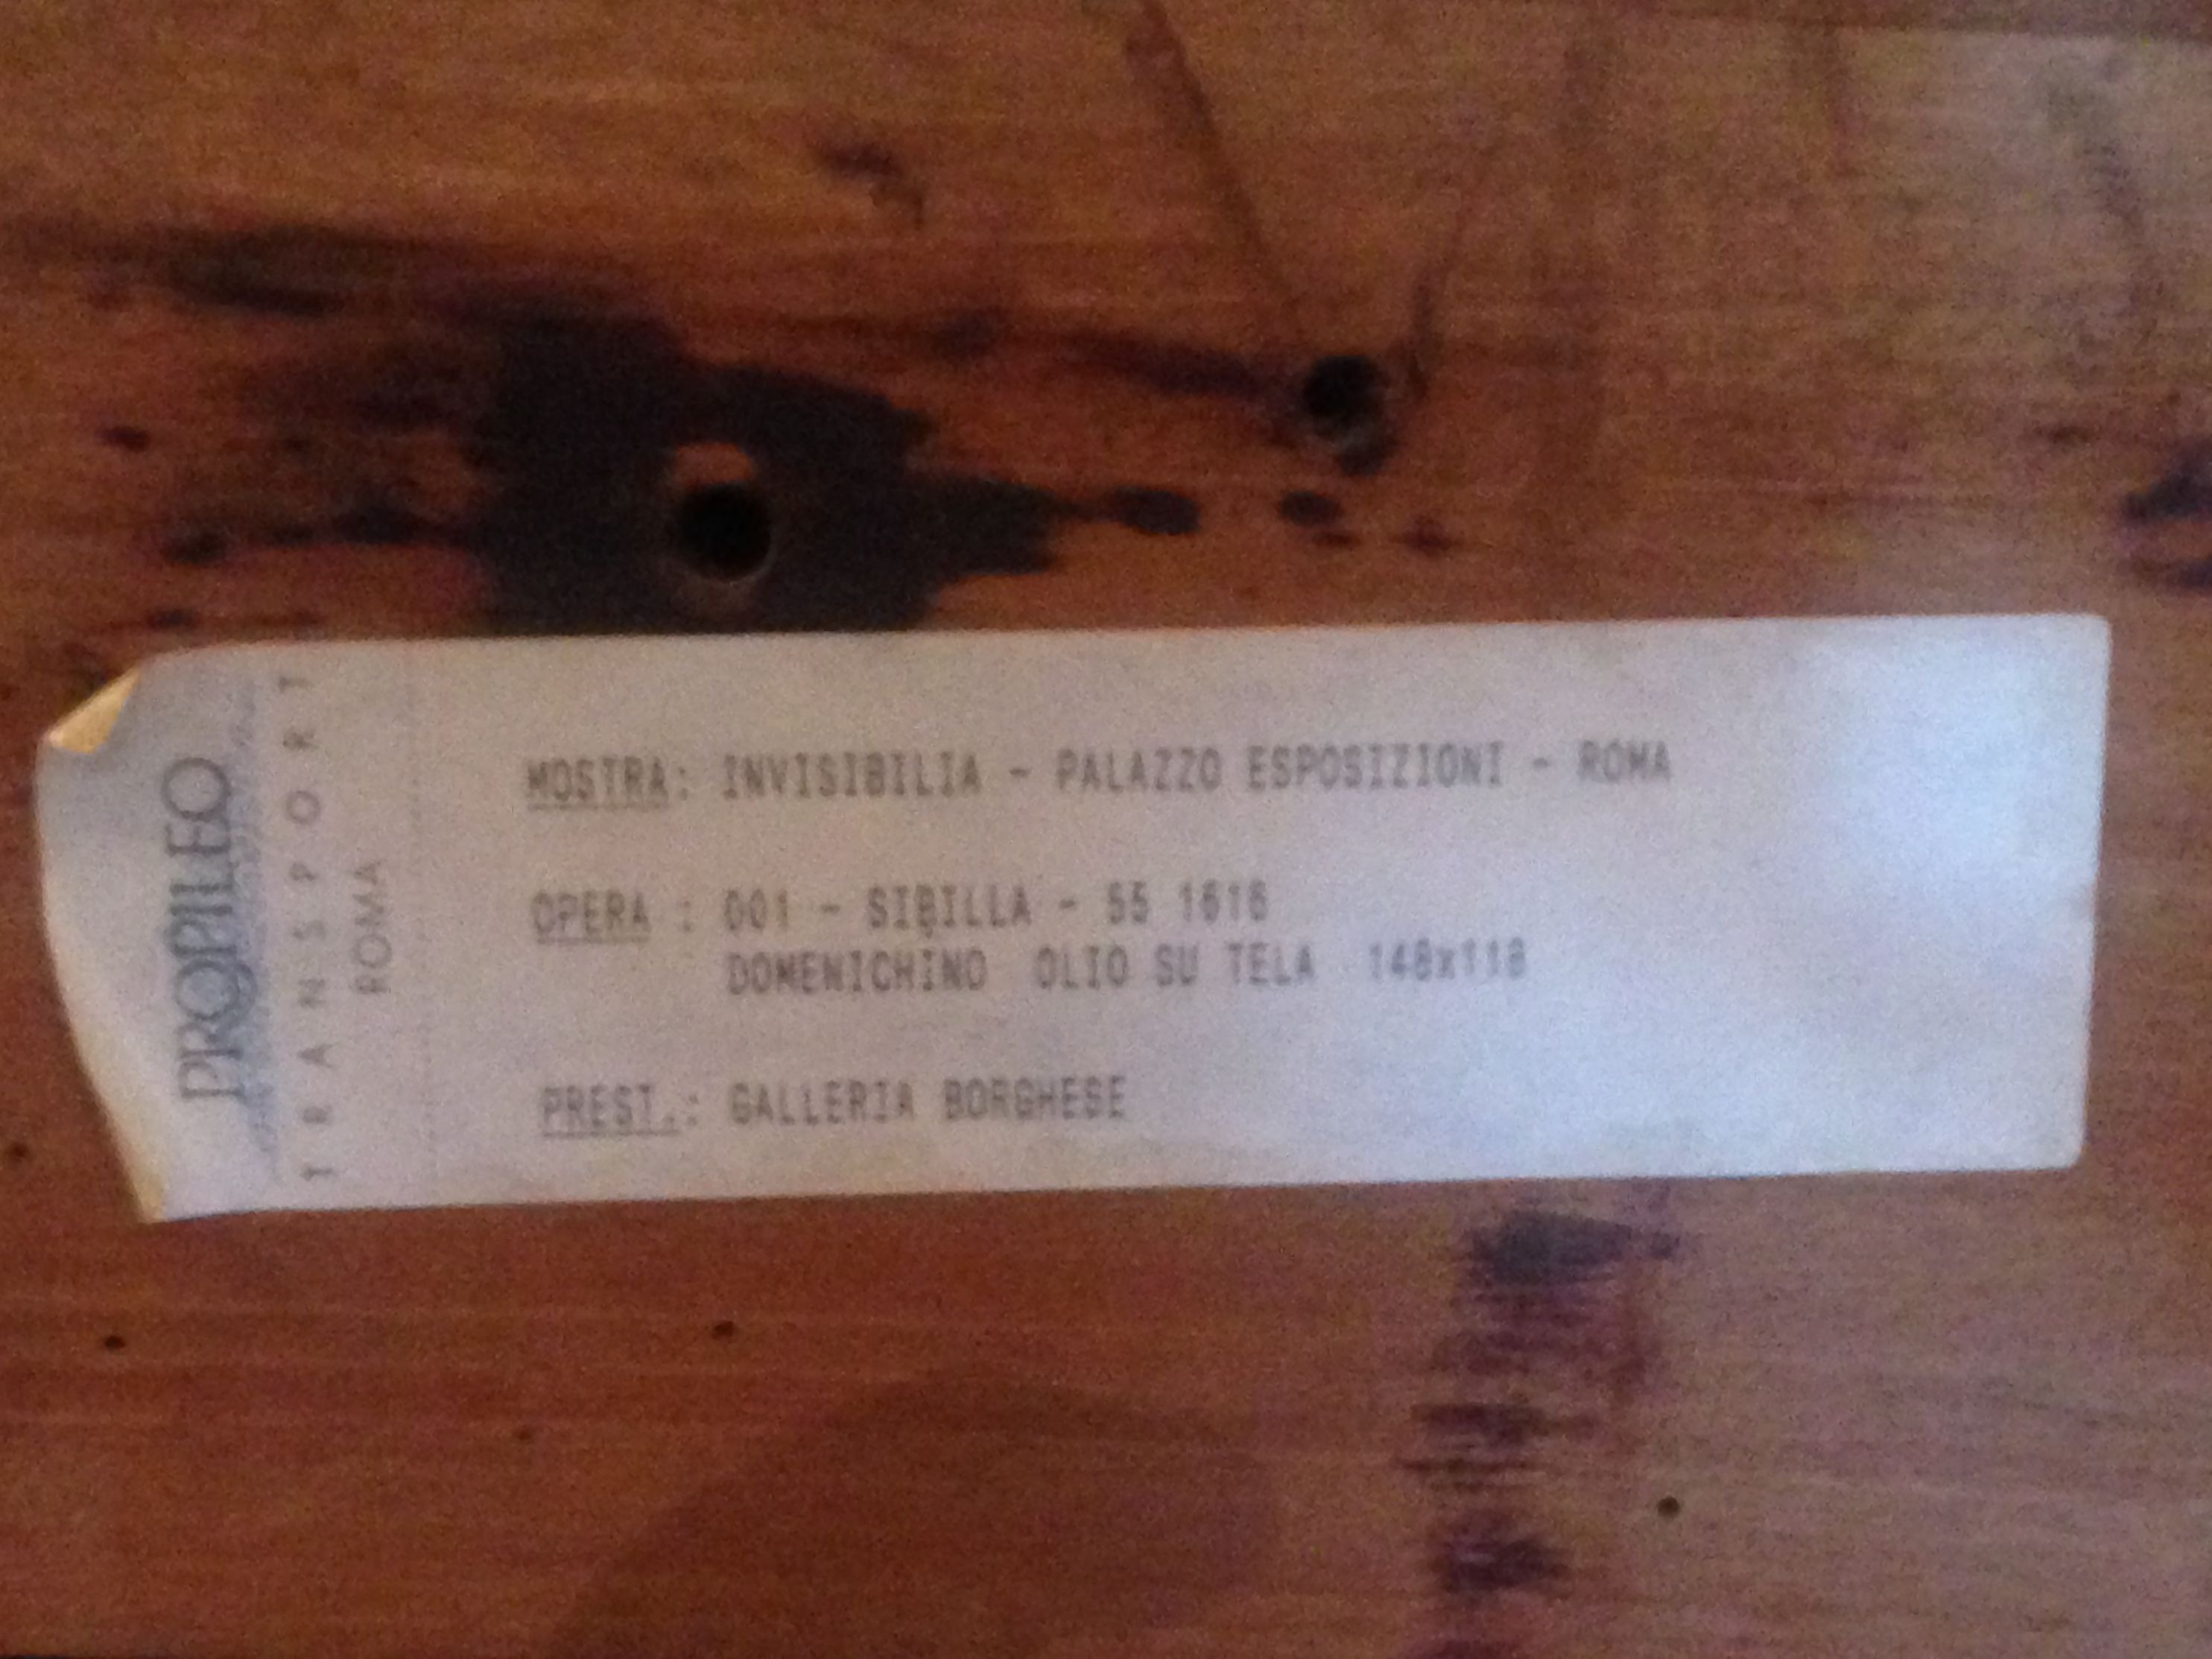 PROPILEO
TRANSPORT
ROMA
MOSTRA: INVISIBILIA - PALAZZO ESPOSIZIONI - ROMA
OPERA : 001 - SIBILLA - 55 1616
DOMENICHINO OLIO SU TELA 148x118
PREST.: GALLERIA BORGHESE